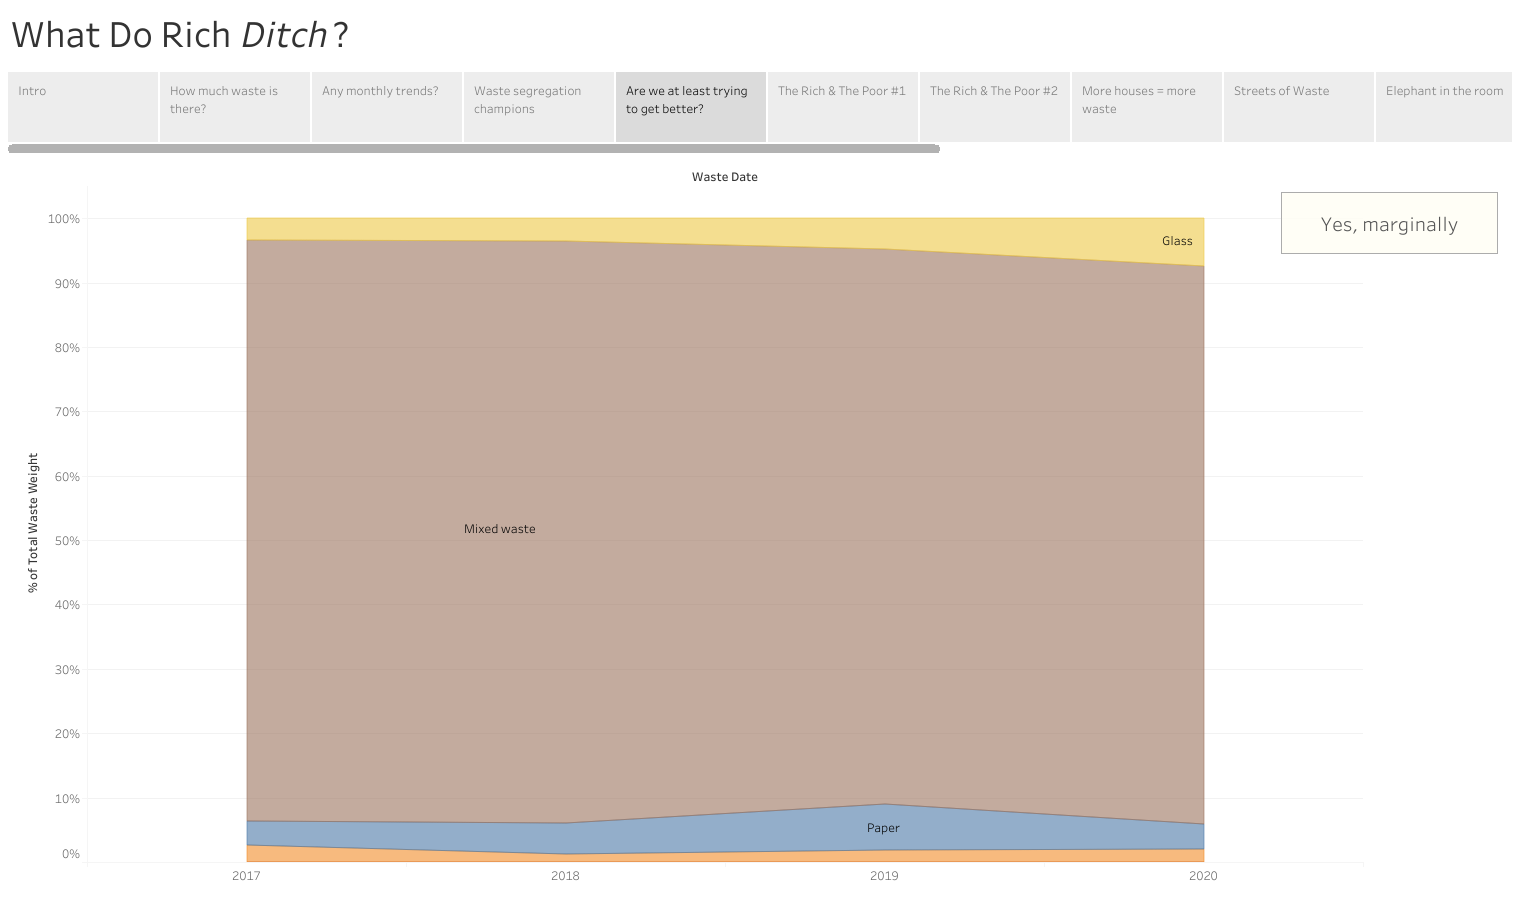 What Do Rich Ditch?
Intro
How much waste is
there?
Any monthly trends?
Waste segregation
champions
Are we at least trying
to get better?
The Rich & The Poor #1
The Rich & The Poor #2
More houses = more
waste
Streets of Waste
Elephant in the room
Waste Date
Yes, marginally
% of Total Waste Weight
100%
90%
80%
70%
60%
50%
40%
30%
20%
10%
0%
Glass
Mixed waste
Paper
2017
2018
2019
2020